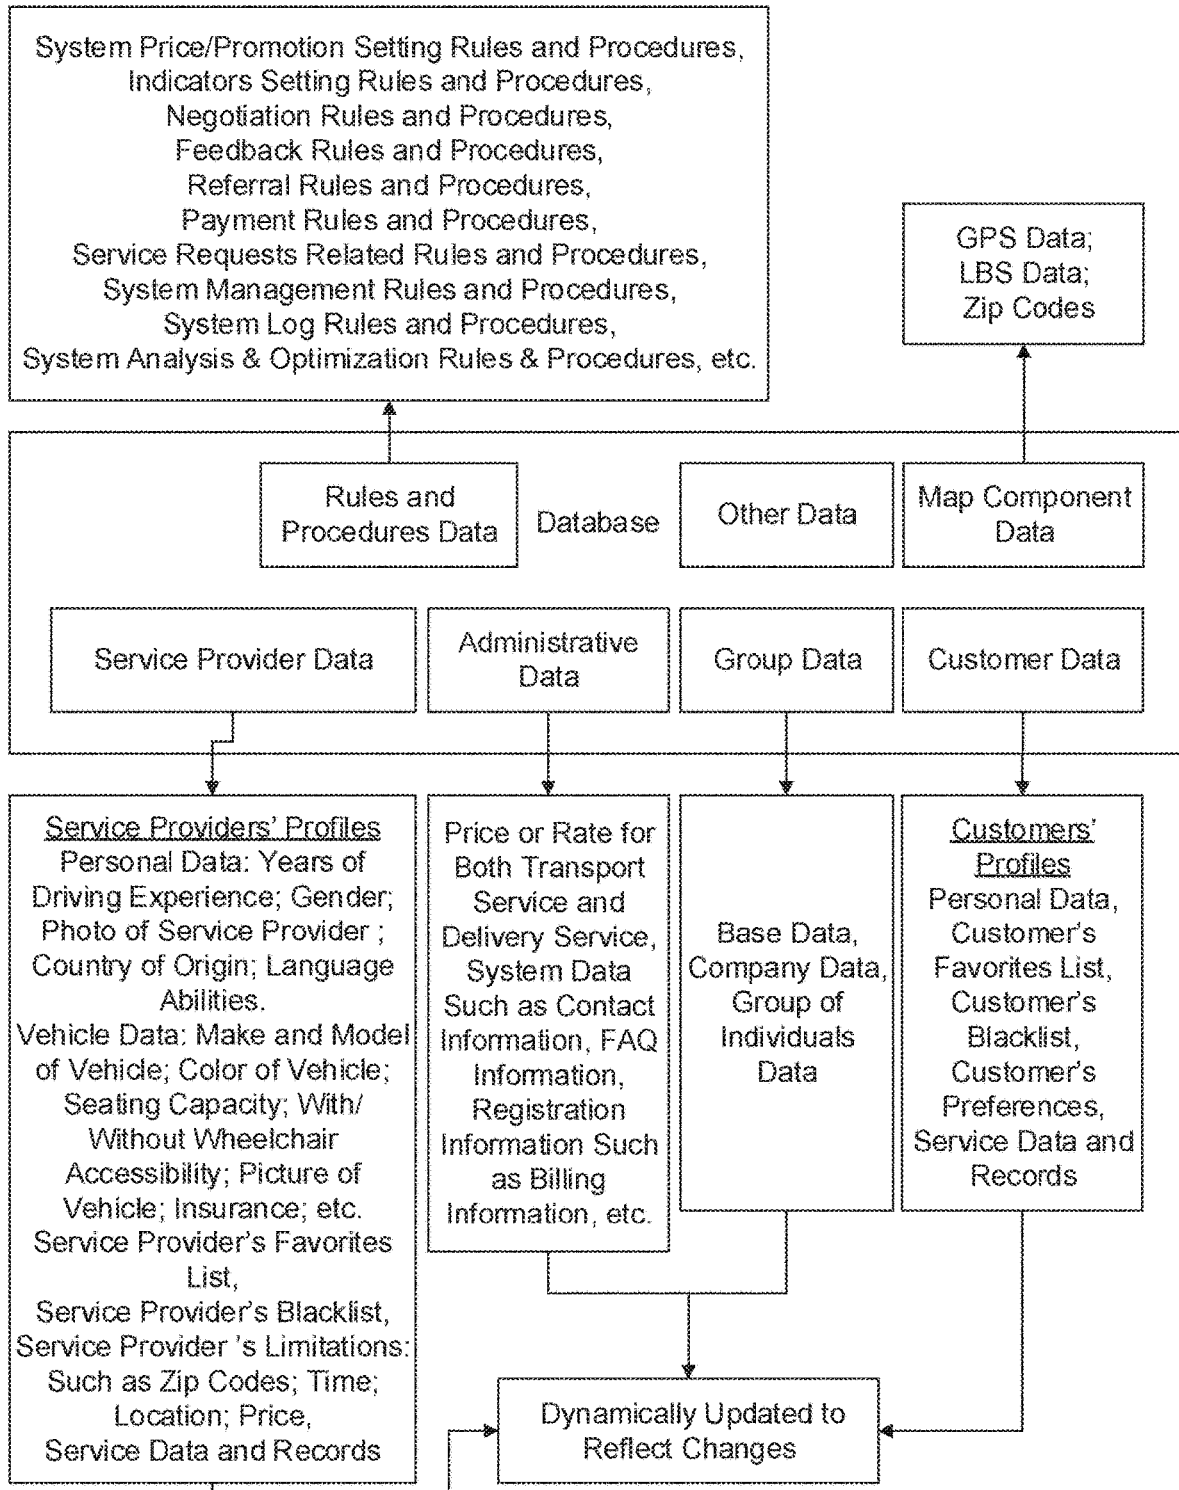 System Price/Promotion Setting Rules and Procedures,
Indicators Setting Rules and Procedures,
Negotiation Rules and Procedures,
Feedback Rules and Procedures,
Referral Rules and Procedures,
Payment Rules and Procedures,
Service Requests Related Rules and Procedures,
System Management Rules and Procedures,
System Log Rules and Procedures,
System Analysis & Optimization Rules & Procedures, etc.
GPS Data;
LBS Data;
Zip Codes
Rules and
Procedures Data
Database
Other Data
Map Component
Data
Service Provider Data
Administrative
Data
Group Data
Customer Data
Service Providers' Profiles
Personal Data: Years of
Driving Experience; Gender;
Photo of Service Provider ;
Country of Origin; Language
Abilities.
Vehicle Data: Make and Model
of Vehicle; Color of Vehicle;
Seating Capacity; With/
Without Wheelchair
Accessibility; Picture of
Vehicle; Insurance; etc.
Service Provider's Favorites
List,
Service Provider's Blacklist,
Service Provider 's Limitations:
Such as Zip Codes; Time;
Location; Price,
Service Data and Records
Price or Rate for
Both Transport
Service and
Delivery Service,
System Data
Such as Contact
Information, FAQ
Information,
Registration
Information Such
as Billing
Information, etc.
Base Data,
Company Data,
Group of
Individuals
Data
Customers'
Profiles
Personal Data,
Customer's
Favorites List,
Customer's
Blacklist,
Customer's
Preferences,
Service Data and
Records
Dynamically Updated to
Reflect Changes